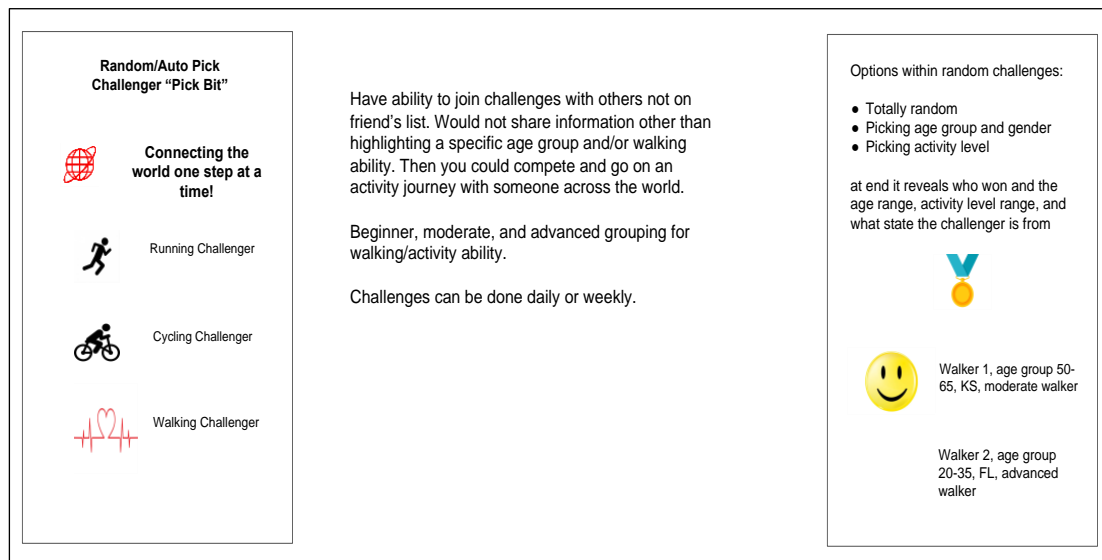 Random/Auto Pick
Challenger “Pick Bit”
Connecting the
world one step at a
time!
Running Challenger
Cycling Challenger
Walking Challenger
Have ability to join challenges with others not on
friend’s list. Would not share information other than
highlighting a specific age group and/or walking
ability. Then you could compete and go on an
activity journey with someone across the world.
Beginner, moderate, and advanced grouping for
walking/activity ability.
Challenges can be done daily or weekly.
Options within random challenges:
● Totally random
● Picking age group and gender
● Picking activity level
at end it reveals who won and the
age range, activity level range, and
what state the challenger is from
Walker 1, age group 50-
65, KS, moderate walker
Walker 2, age group
20-35, FL, advanced
walker